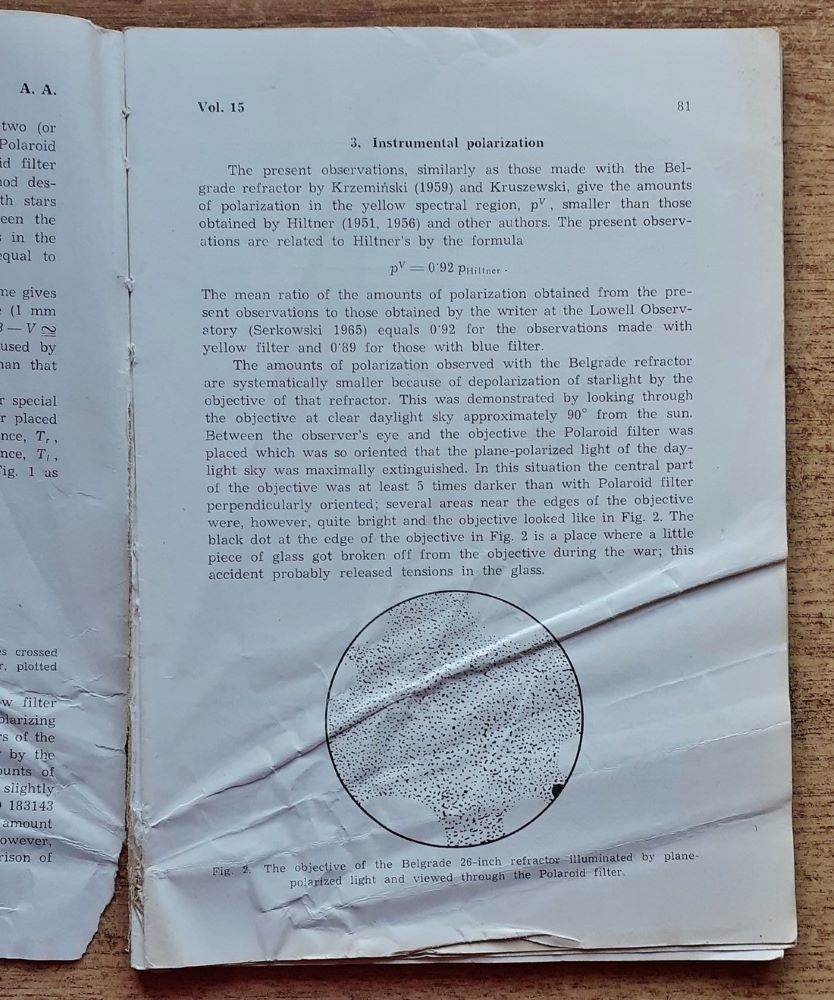 A. A.
two (or
Polaroid
id filter
nod des-
th stars
een the
s in the
equal to
me gives
(1 mm
— V ≅
used by
han that
r special
r placed
nce, Tr,
nce, Tl,
Fig. 1 as
s crossed
r, plotted
w filter
olarizing
rs of the
by the
ounts of
slightly
183143
amount
owever,
rison of
Vol. 15
81
3. Instrumental polarization
The present observations, similarly as those made with the Bel-
grade refractor by Krzemiński (1959) and Kruszewski, give the amounts
of polarization in the yellow spectral region, pV, smaller than those
obtained by Hiltner (1951, 1956) and other authors. The present observ-
ations are related to Hiltner's by the formula
pV = 0·92 pHiltner.
The mean ratio of the amounts of polarization obtained from the pre-
sent observations to those obtained by the writer at the Lowell Observ-
atory (Serkowski 1965) equals 0·92 for the observations made with
yellow filter and 0·89 for those with blue filter.
The amounts of polarization observed with the Belgrade refractor
are systematically smaller because of depolarization of starlight by the
objective of that refractor. This was demonstrated by looking through
the objective at clear daylight sky approximately 90° from the sun.
Between the observer's eye and the objective the Polaroid filter was
placed which was so oriented that the plane-polarized light of the day-
light sky was maximally extinguished. In this situation the central part
of the objective was at least 5 times darker than with Polaroid filter
perpendicularly oriented; several areas near the edges of the objective
were, however, quite bright and the objective looked like in Fig. 2. The
black dot at the edge of the objective in Fig. 2 is a place where a little
piece of glass got broken off from the objective during the war; this
accident probably released tensions in the glass.
Fig. 2. The objective of the Belgrade 26-inch refractor illuminated by plane-
polarized light and viewed through the Polaroid filter.